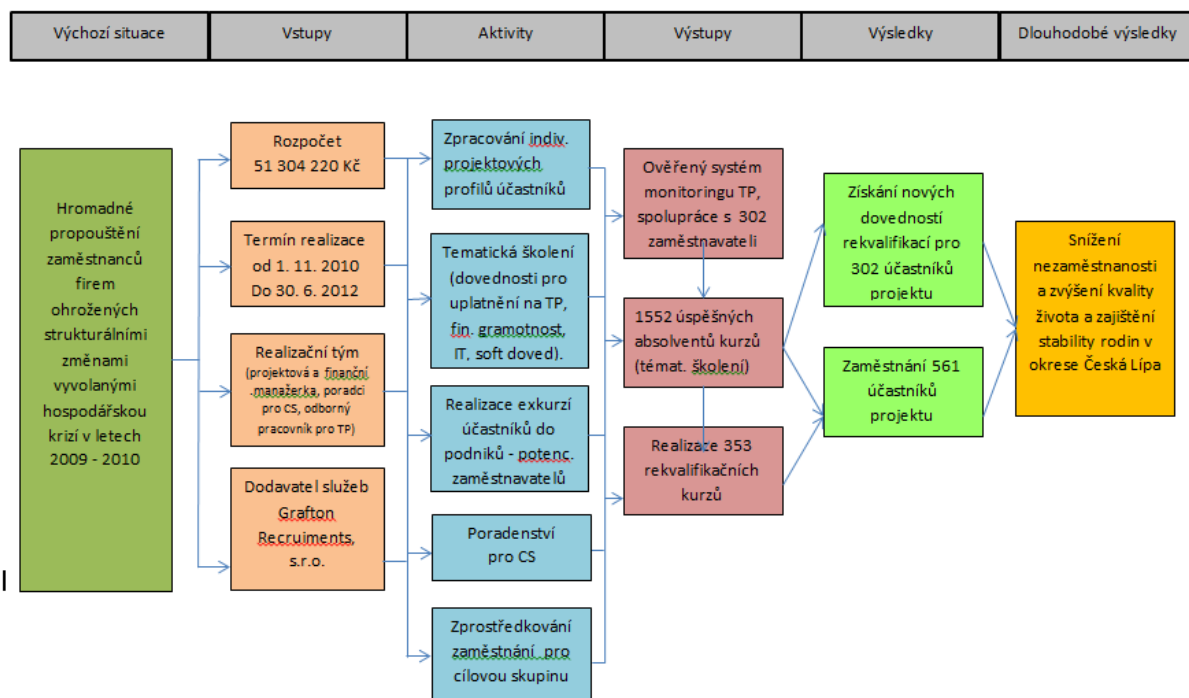 Výchozí situace
Vstupy
Aktivity
Výstupy
Výsledky
Dlouhodobé výsledky
Hromadné
propouštění
zaměstnanců
firem
ohrožených
strukturálními
změnami
vyvolanými
hospodářskou
krizí v letech
2009 - 2010
Rozpočet
51 304 220 Kč
Termín realizace
od 1. 11. 2010
Do 30. 6. 2012
Realizační tým
(projektová a finanční
.manažerka, poradci
pro CS, odborný
pracovník pro TP)
Dodavatel služeb
Grafton
Recruiments,
s.r.o.
Zpracování indiv.
projektových
profilů účastníků
Tematická školení
(dovednosti pro
uplatnění na TP,
fin. gramotnost,
IT, soft doved).
Realizace exkurzí
účastníků do
podniků - potenc.
zaměstnavatelů
Poradenství
pro CS
Zprostředkování
zaměstnání pro
cílovou skupinu
Ověřený systém
monitoringu TP,
spolupráce s 302
zaměstnavateli
1552 úspěšných
absolventů kurzů
(témat. školení)
Realizace 353
rekvalifikačních
kurzů
Získání nových
dovedností
rekvalifikací pro
302 účastníků
projektu
Zaměstnání 561
účastníků
projektu
Snížení
nezaměstnanosti
a zvýšení kvality
života a zajištění
stability rodin v
okrese Česká Lípa